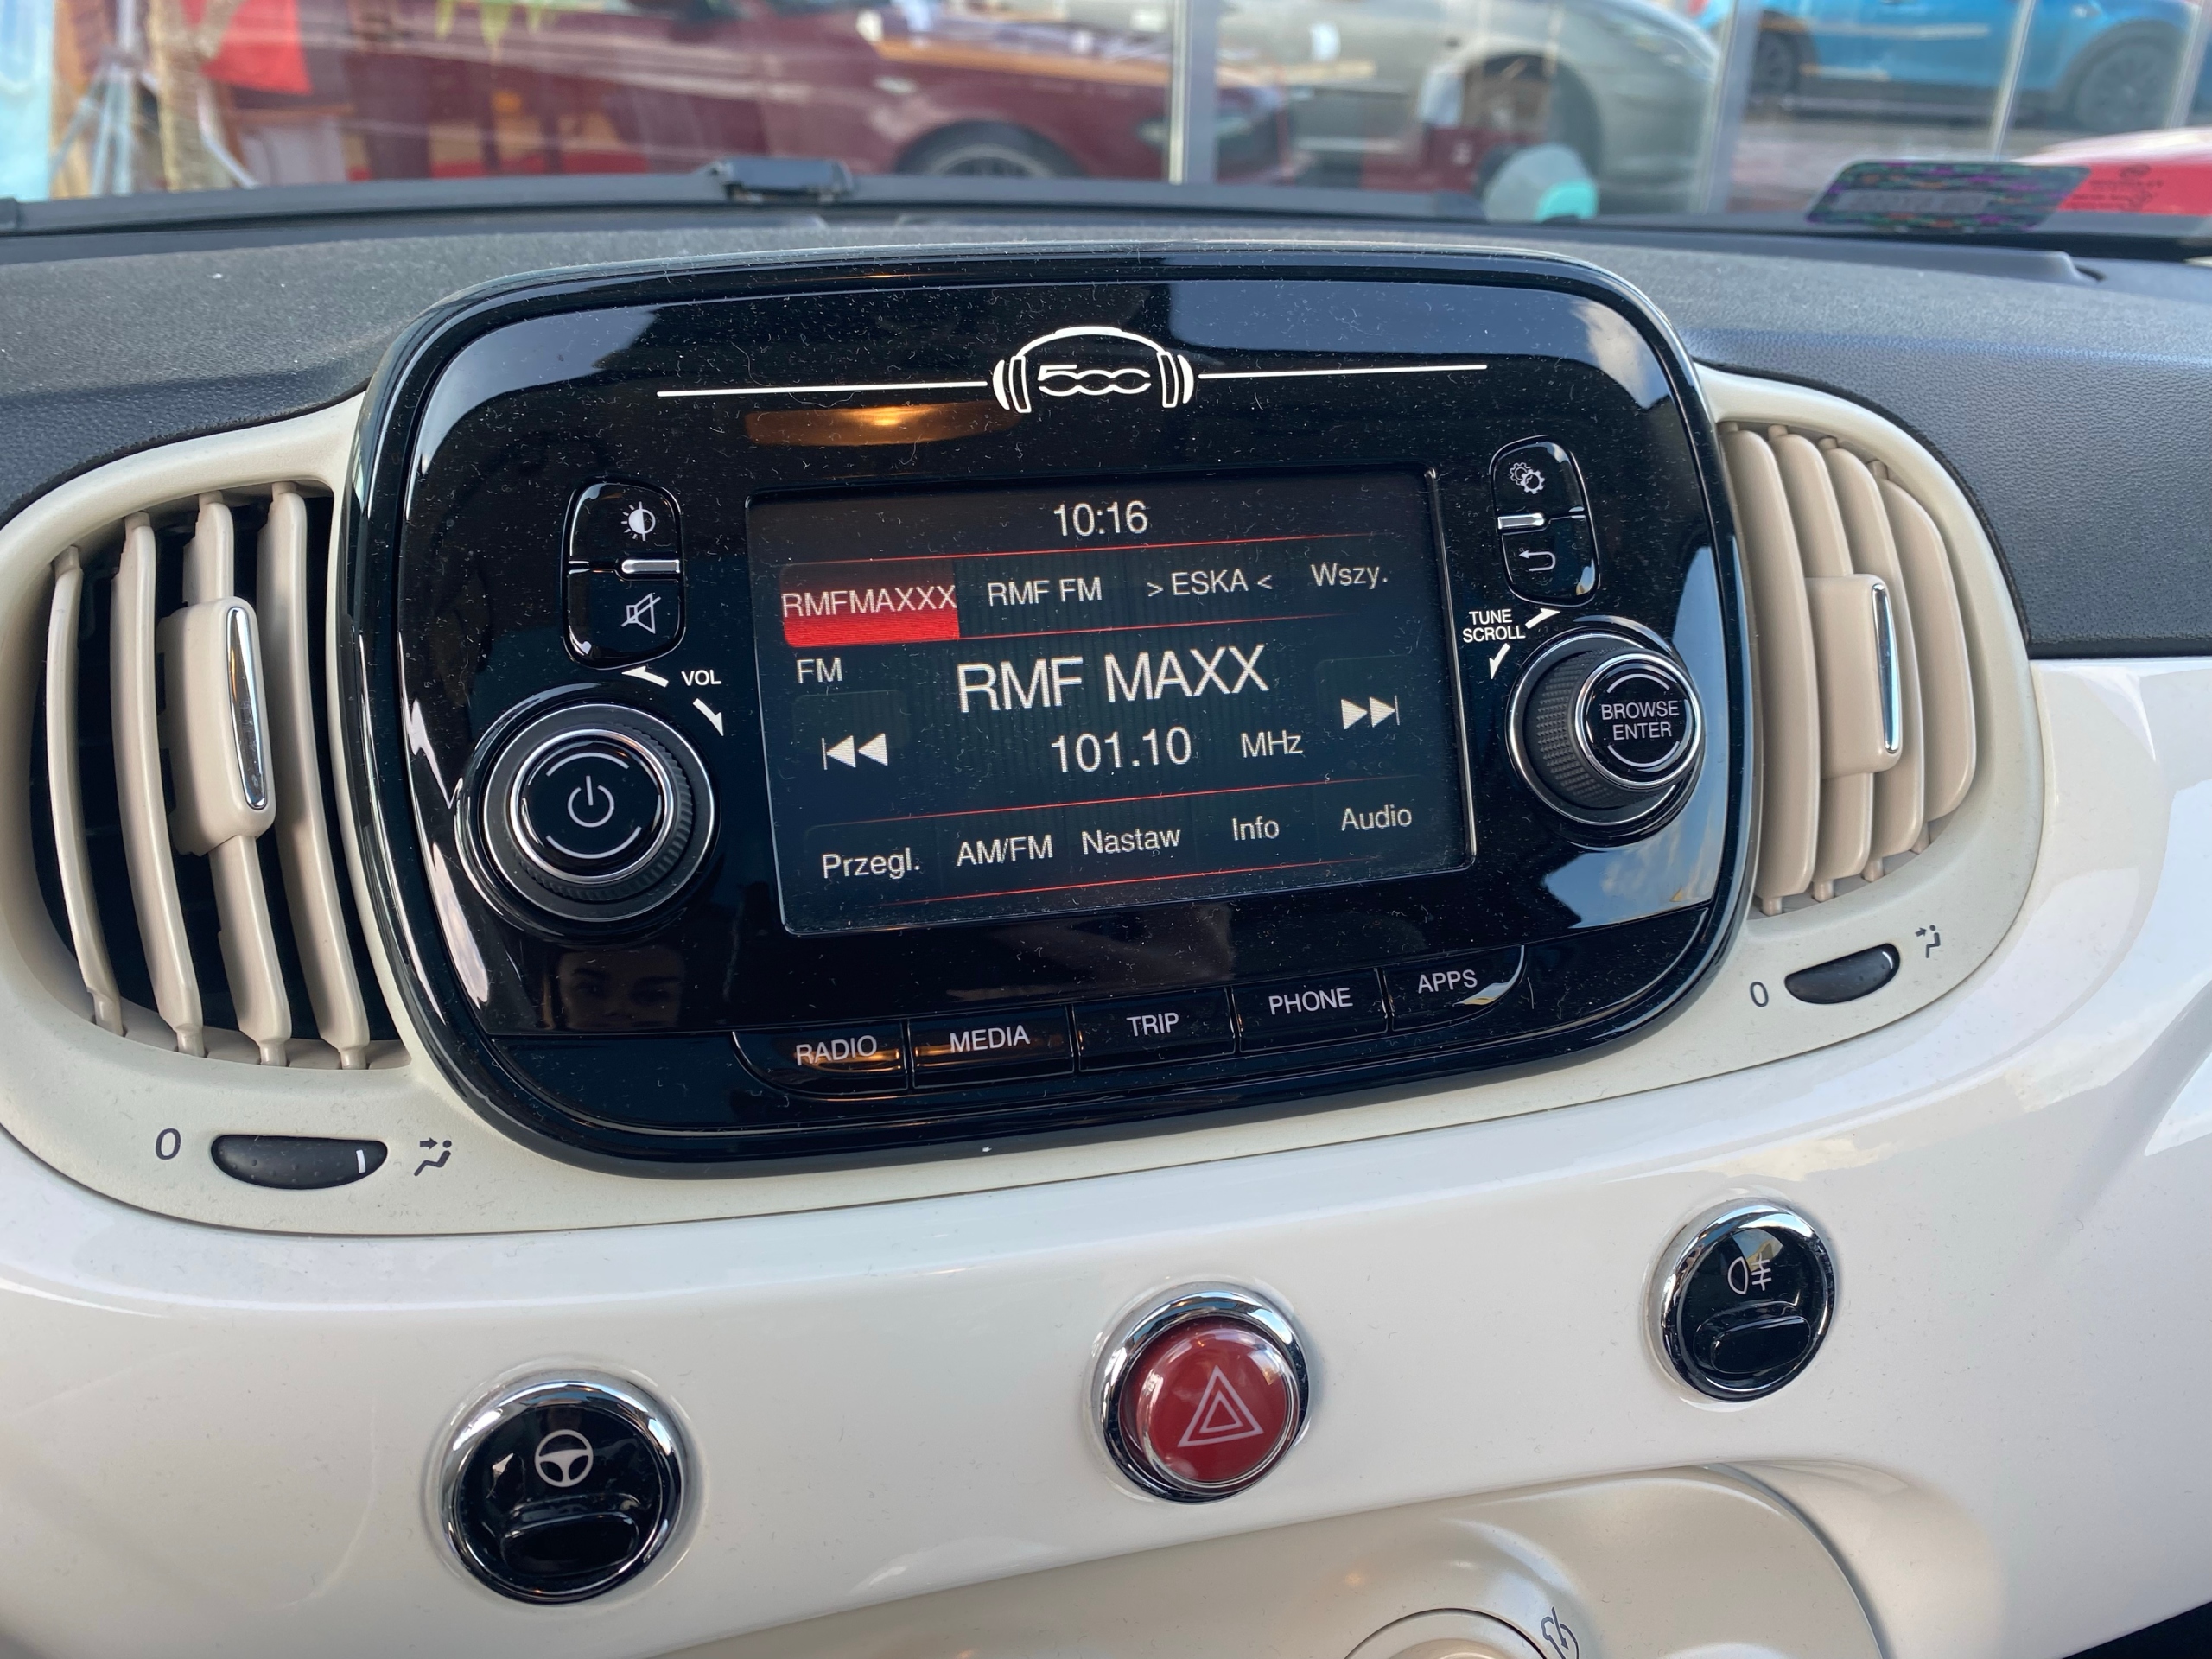 500
10:16
RMFMAXXX RMF FM > ESKA < Wszy.
FM
RMF MAXX
101.10 MHz
Przegl. AM/FM Nastaw Info Audio
VOL
TUNE
SCROLL
BROWSE
ENTER
RADIO MEDIA TRIP PHONE APPS
0
0